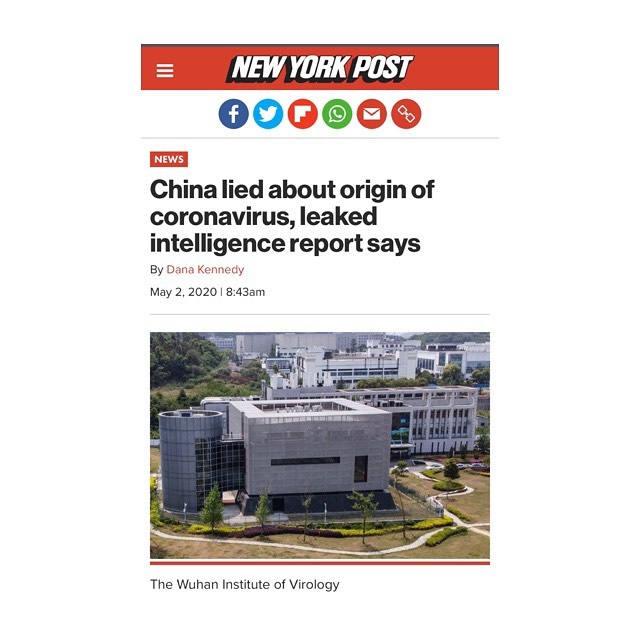 NEW YORK POST
NEWS
China lied about origin of
coronavirus, leaked
intelligence report says
By Dana Kennedy
May 2, 2020 | 8:43am
The Wuhan Institute of Virology